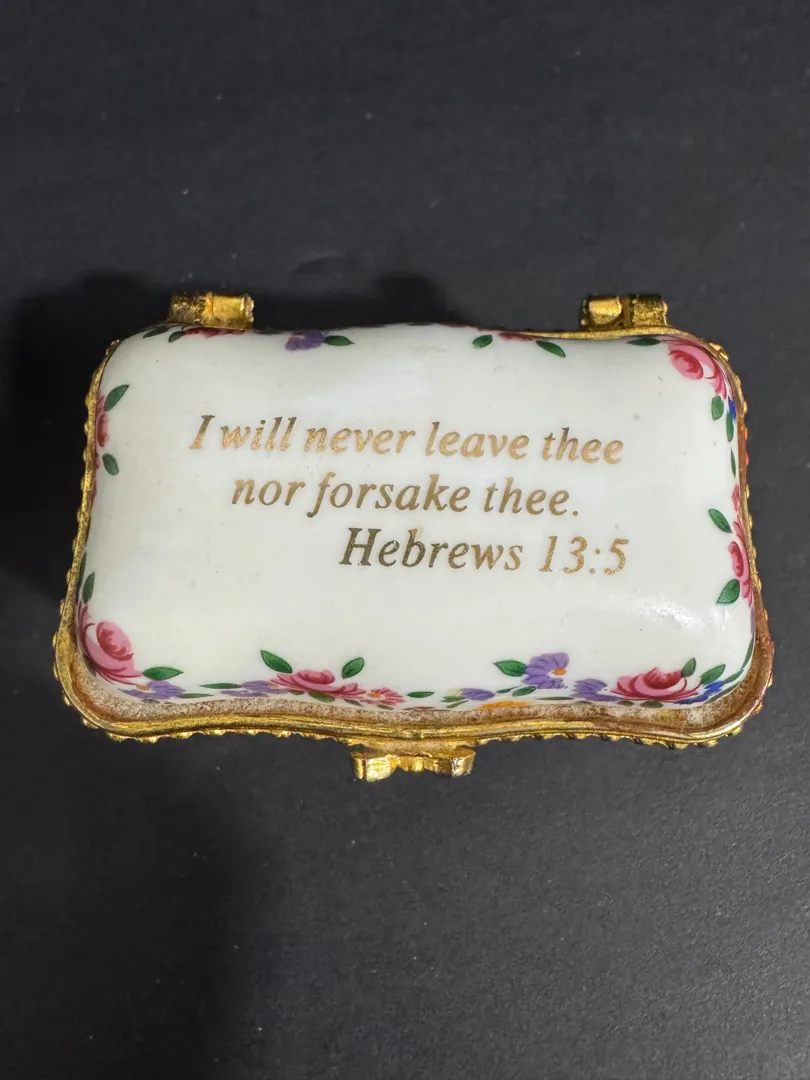 I will never leave thee
nor forsake thee.
Hebrews 13:5